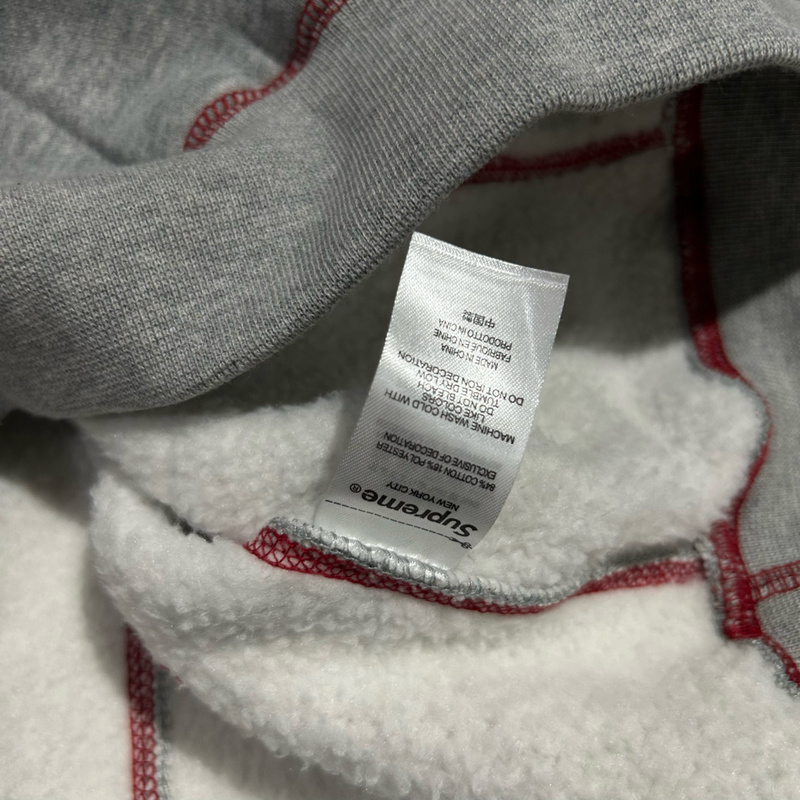 Supreme®
NEW YORK CITY
84% COTTON 16% POLYESTER
EXCLUSIVE OF DECORATION
MACHINE WASH COLD WITH
LIKE COLORS
DO NOT BLEACH
TUMBLE DRY LOW
DO NOT IRON DECORATION
MADE IN CHINA
FABRIQUE EN CHINE
PRODOTTO IN CINA
中国製